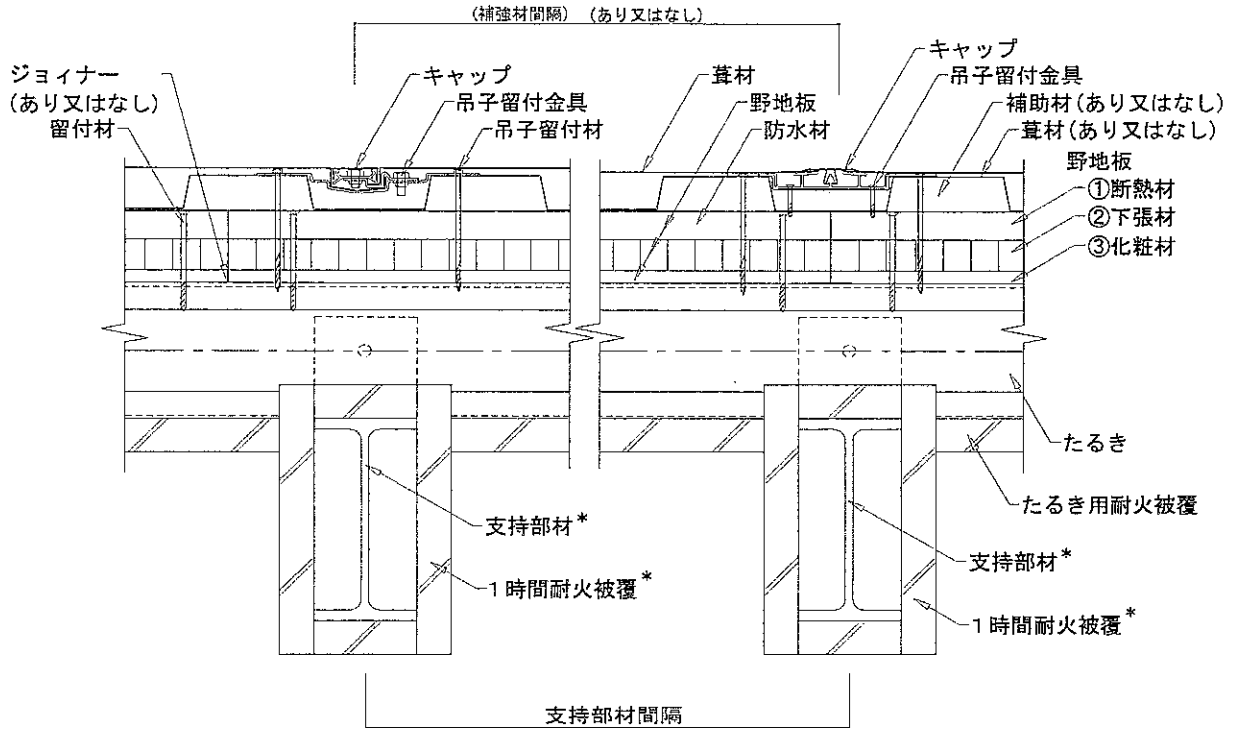 (補強材間隔) (あり又はなし)
ジョイナー
(あり又はなし)
留付材
キャップ
吊子留付金具
吊子留付材
葺材
野地板
防水材
キャップ
吊子留付金具
補助材(あり又はなし)
葺材(あり又はなし)
野地板
①断熱材
②下張材
③化粧材
たるき
たるき用耐火被覆
支持部材*
1時間耐火被覆*
支持部材*
1時間耐火被覆*
支持部材間隔